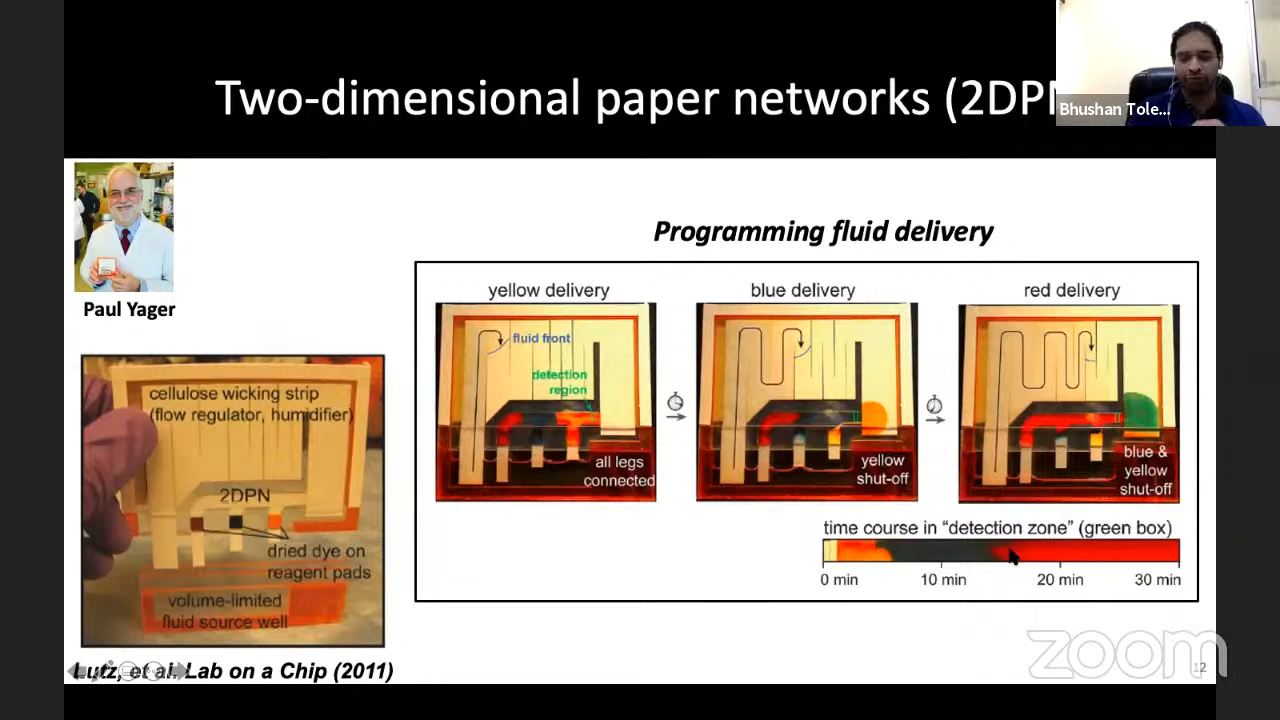 Two-dimensional paper networks (2DPN
Bhushan Tole...
Paul Yager
Programming fluid delivery
yellow delivery
blue delivery
red delivery
fluid front
detection
region
all legs
connected
yellow
shut-off
blue &
yellow
shut-off
time course in “detection zone” (green box)
0 min
10 min
20 min
30 min
cellulose wicking strip
(flow regulator, humidifier)
2DPN
dried dye on
reagent pads
volume-limited
fluid source well
Lutz, et al. Lab on a Chip (2011)
zoom
12